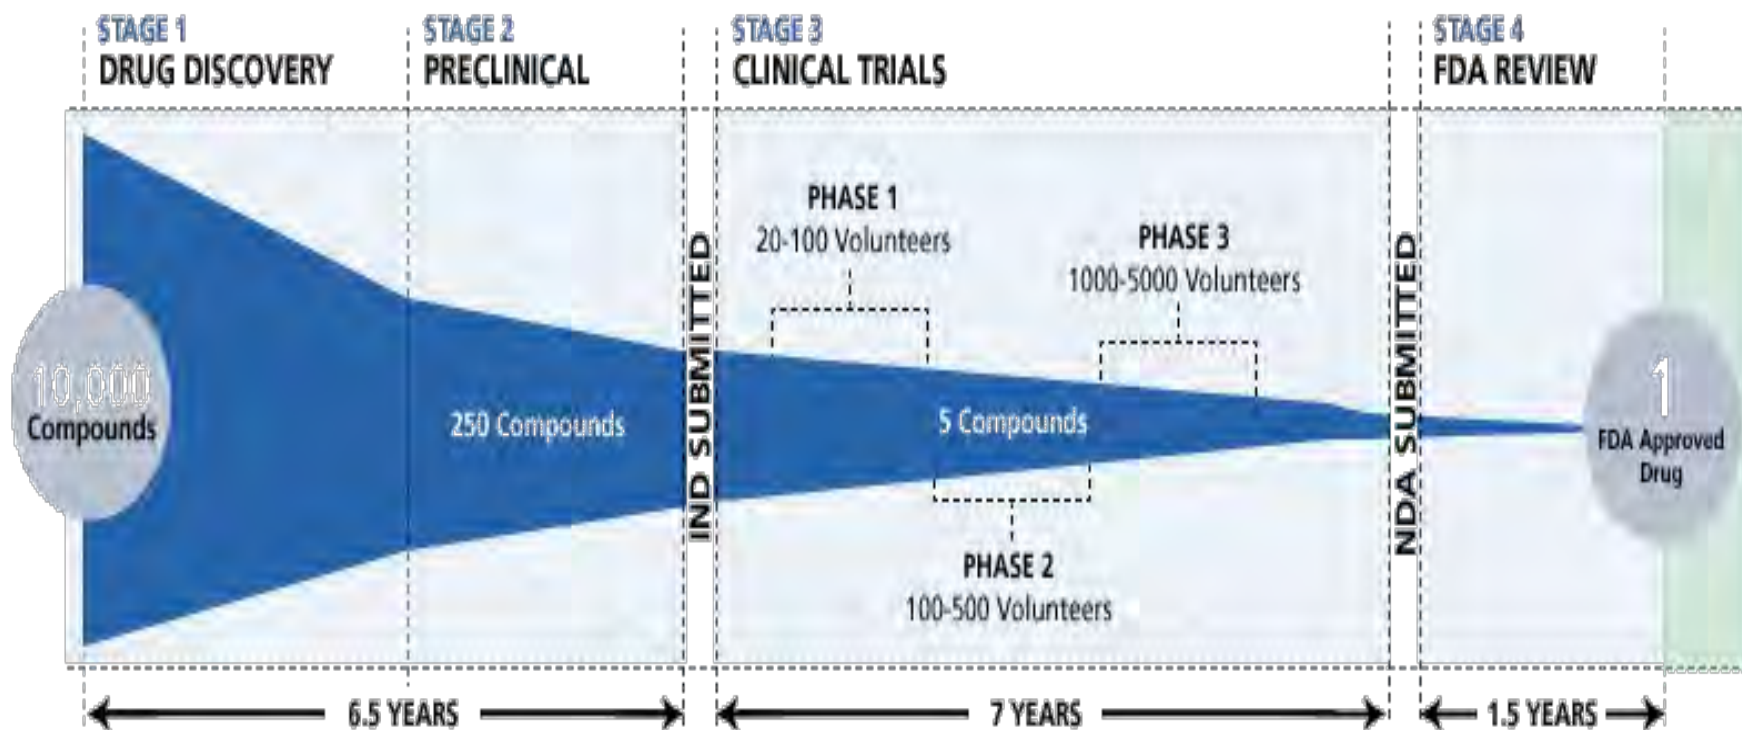 STAGE 1
DRUG DISCOVERY
STAGE 2
PRECLINICAL
STAGE 3
CLINICAL TRIALS
STAGE 4
FDA REVIEW
10,000
Compounds
250 Compounds
IND SUBMITTED
PHASE 1
20-100 Volunteers
5 Compounds
PHASE 2
100-500 Volunteers
PHASE 3
1000-5000 Volunteers
NDA SUBMITTED
1
FDA Approved
Drug
6.5 YEARS
7 YEARS
1.5 YEARS